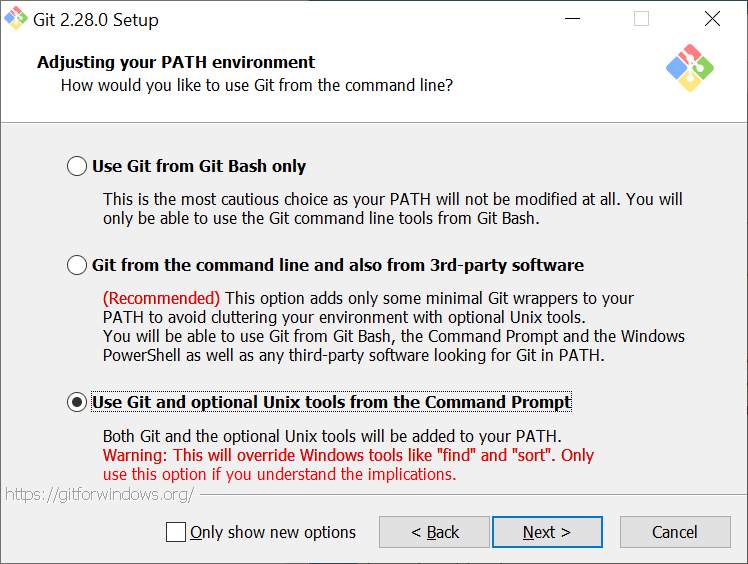 Git 2.28.0 Setup
Adjusting your PATH environment
How would you like to use Git from the command line?
Use Git from Git Bash only
This is the most cautious choice as your PATH will not be modified at all. You will
only be able to use the Git command line tools from Git Bash.
Git from the command line and also from 3rd-party software
(Recommended) This option adds only some minimal Git wrappers to your
PATH to avoid cluttering your environment with optional Unix tools.
You will be able to use Git from Git Bash, the Command Prompt and the Windows
PowerShell as well as any third-party software looking for Git in PATH.
Use Git and optional Unix tools from the Command Prompt
Both Git and the optional Unix tools will be added to your PATH.
Warning: This will override Windows tools like "find" and "sort". Only
use this option if you understand the implications.
https://gitforwindows.org/
Only show new options
< Back
Next >
Cancel